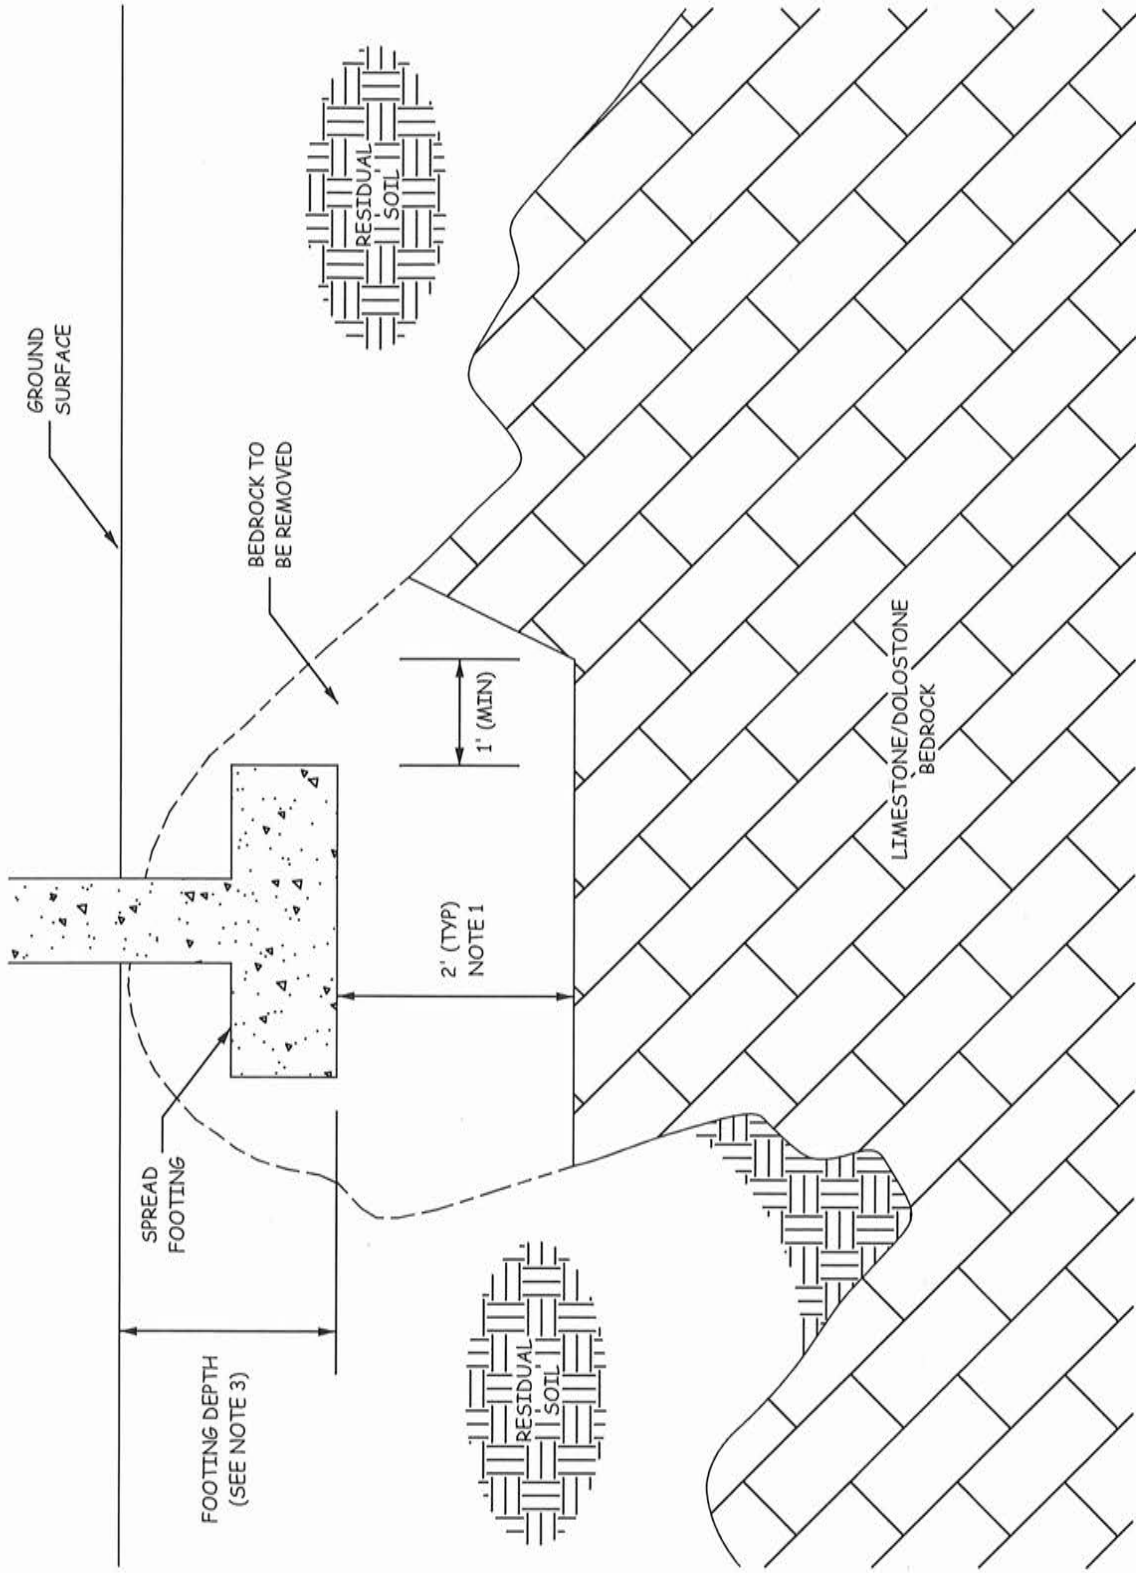 GROUND
SURFACE
RESIDUAL
SOIL
BEDROCK TO
BE REMOVED
1' (MIN)
2' (TYP)
NOTE 1
SPREAD
FOOTING
FOOTING DEPTH
(SEE NOTE 3)
RESIDUAL
SOIL
LIMESTONE/DOLOSTONE
BEDROCK